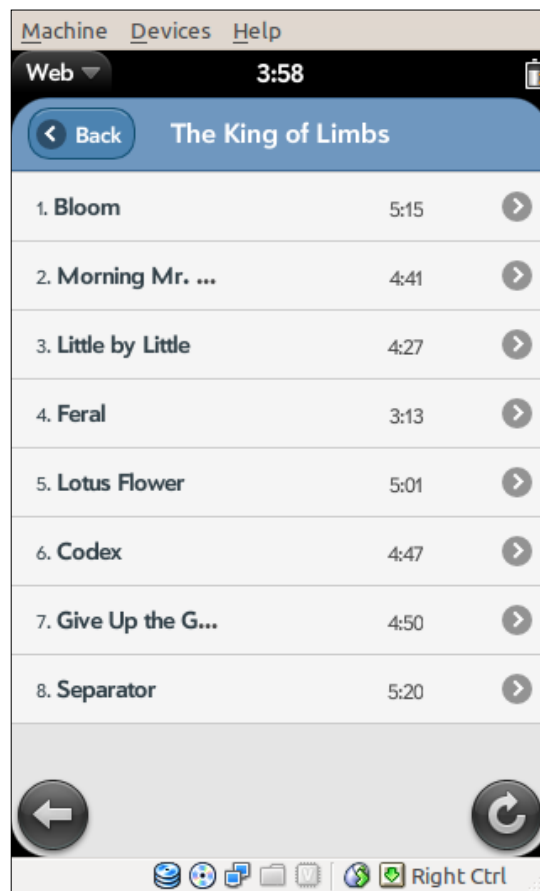 Machine Devices Help
Web 3:58
Back The King of Limbs
1. Bloom 5:15
2. Morning Mr. ... 4:41
3. Little by Little 4:27
4. Feral 3:13
5. Lotus Flower 5:01
6. Codex 4:47
7. Give Up the G... 4:50
8. Separator 5:20
Right Ctrl